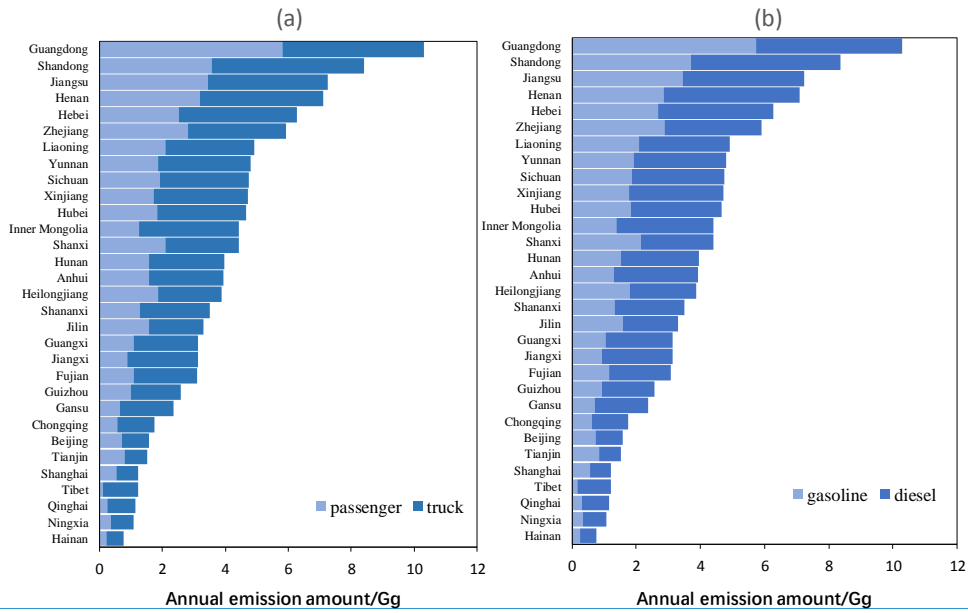 (a)
Guangdong
Shandong
Jiangsu
Henan
Hebei
Zhejiang
Liaoning
Yunnan
Sichuan
Xinjiang
Hubei
Inner Mongolia
Shanxi
Hunan
Anhui
Heilongjiang
Shananxi
Jilin
Guangxi
Jiangxi
Fujian
Guizhou
Gansu
Chongqing
Beijing
Tianjin
Shanghai
Tibet
Qinghai
Ningxia
Hainan
passenger truck
0 2 4 6 8 10 12
Annual emission amount/Gg
(b)
Guangdong
Shandong
Jiangsu
Henan
Hebei
Zhejiang
Liaoning
Yunnan
Sichuan
Xinjiang
Hubei
Inner Mongolia
Shanxi
Hunan
Anhui
Heilongjiang
Shananxi
Jilin
Guangxi
Jiangxi
Fujian
Guizhou
Gansu
Chongqing
Beijing
Tianjin
Shanghai
Tibet
Qinghai
Ningxia
Hainan
gasoline diesel
0 2 4 6 8 10 12
Annual emission amount/Gg